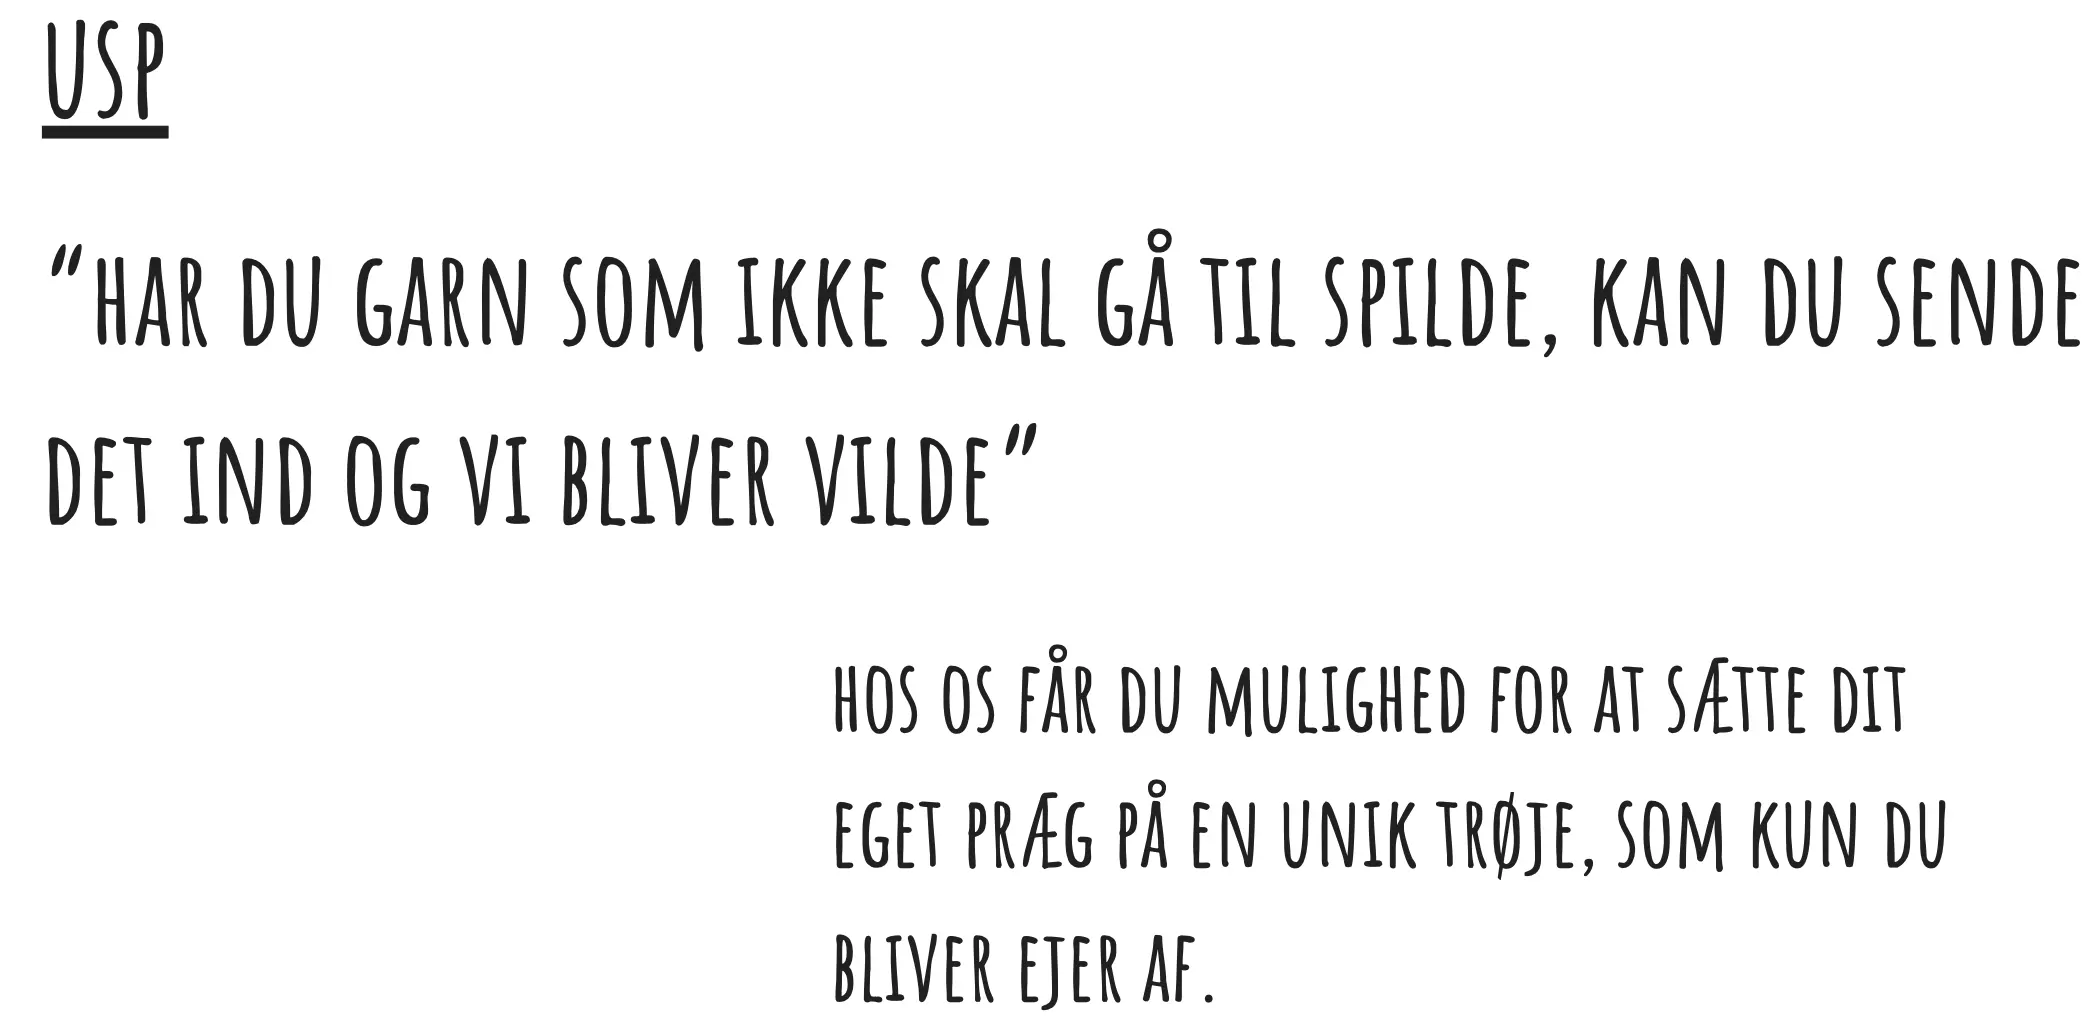 USP
"HAR DU GARN SOM IKKE SKAL GÅ TIL SPILDE, KAN DU SENDE
DET IND OG VI BLIVER VILDE"
HOS OS FÅR DU MULIGHED FOR AT SÆTTE DIT
EGET PRÆG PÅ EN UNIK TRØJE, SOM KUN DU
BLIVER EJER AF.